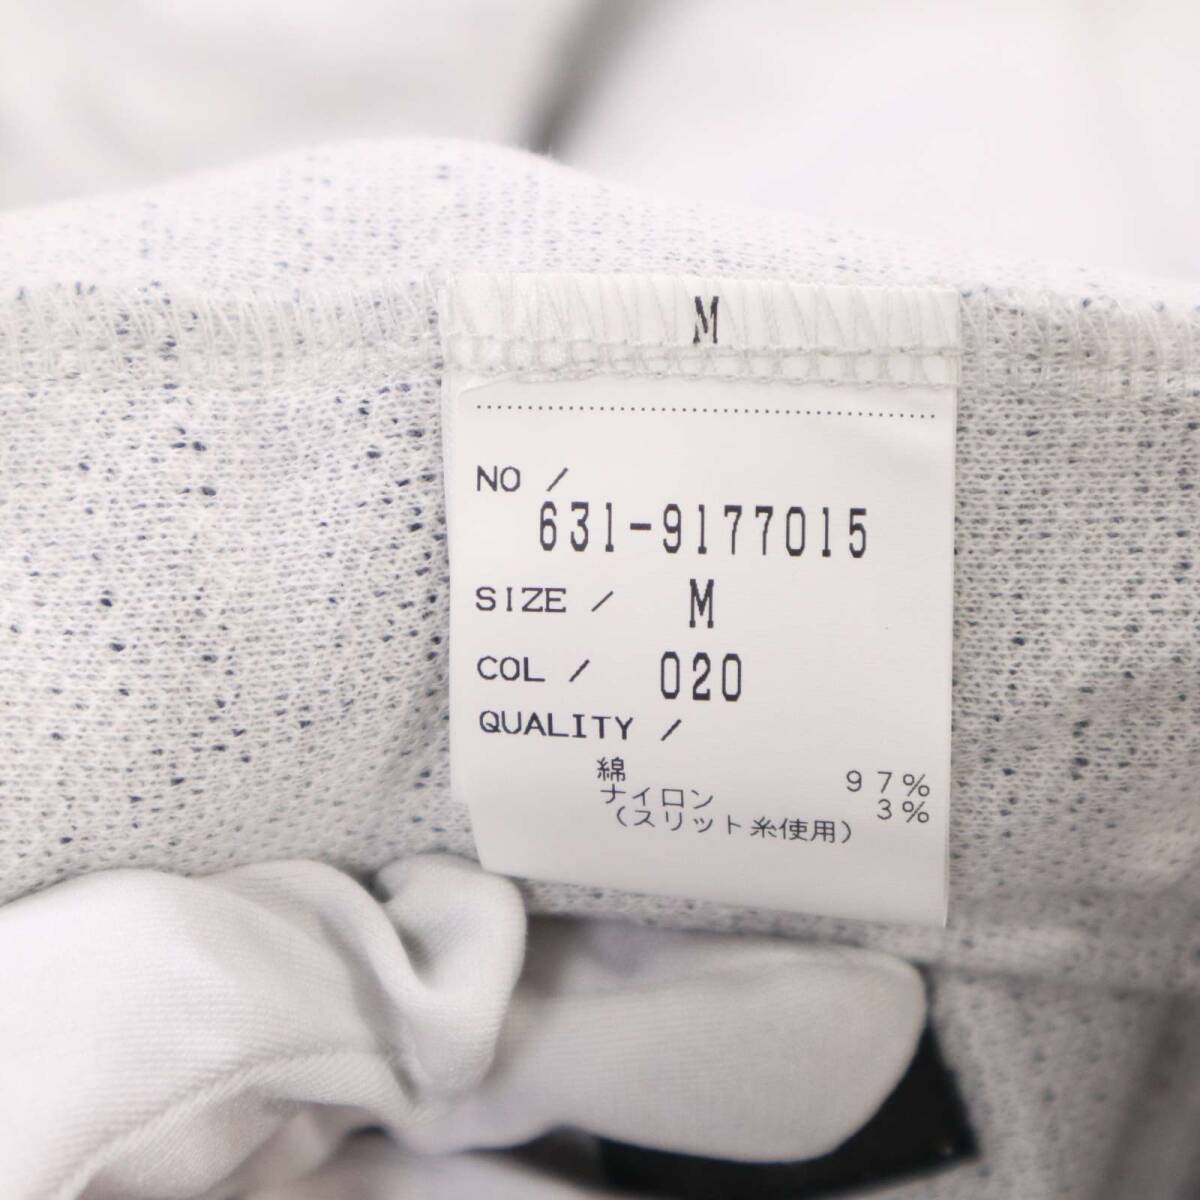 M
NO /
631-9177015
SIZE / M
COL / 020
QUALITY /
綿 97%
ナイロン 3%
(スリット糸使用)